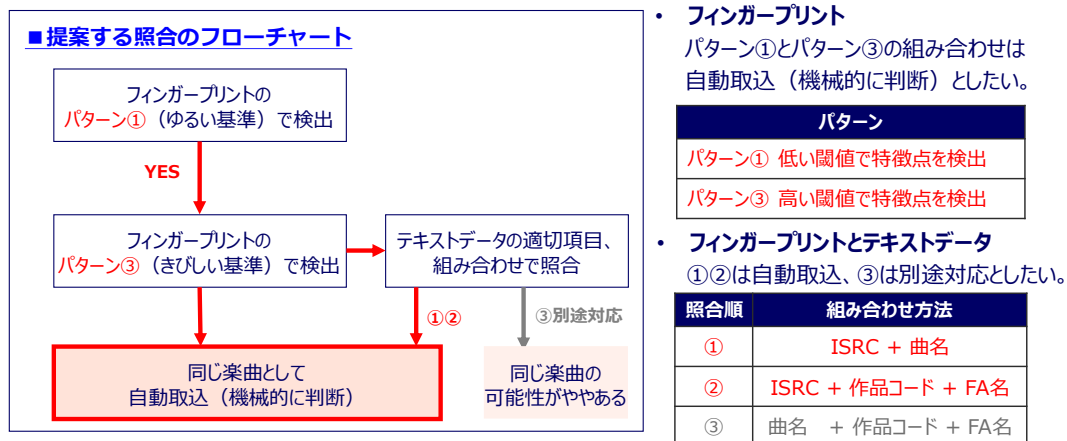 ■提案する照合のフローチャート
フィンガープリントの
パターン①（ゆるい基準）で検出
YES
フィンガープリントの
パターン③（きびしい基準）で検出
テキストデータの適切項目、
組み合わせで照合
①②
③別途対応
同じ楽曲として
自動取込（機械的に判断）
同じ楽曲の
可能性がややある
• フィンガープリント
パターン①とパターン③の組み合わせは
自動取込（機械的に判断）としたい。
パターン
パターン① 低い閾値で特徴点を検出
パターン③ 高い閾値で特徴点を検出
• フィンガープリントとテキストデータ
①②は自動取込、③は別途対応としたい。
照合順 組み合わせ方法
① ISRC + 曲名
② ISRC + 作品コード + FA名
③ 曲名 + 作品コード + FA名